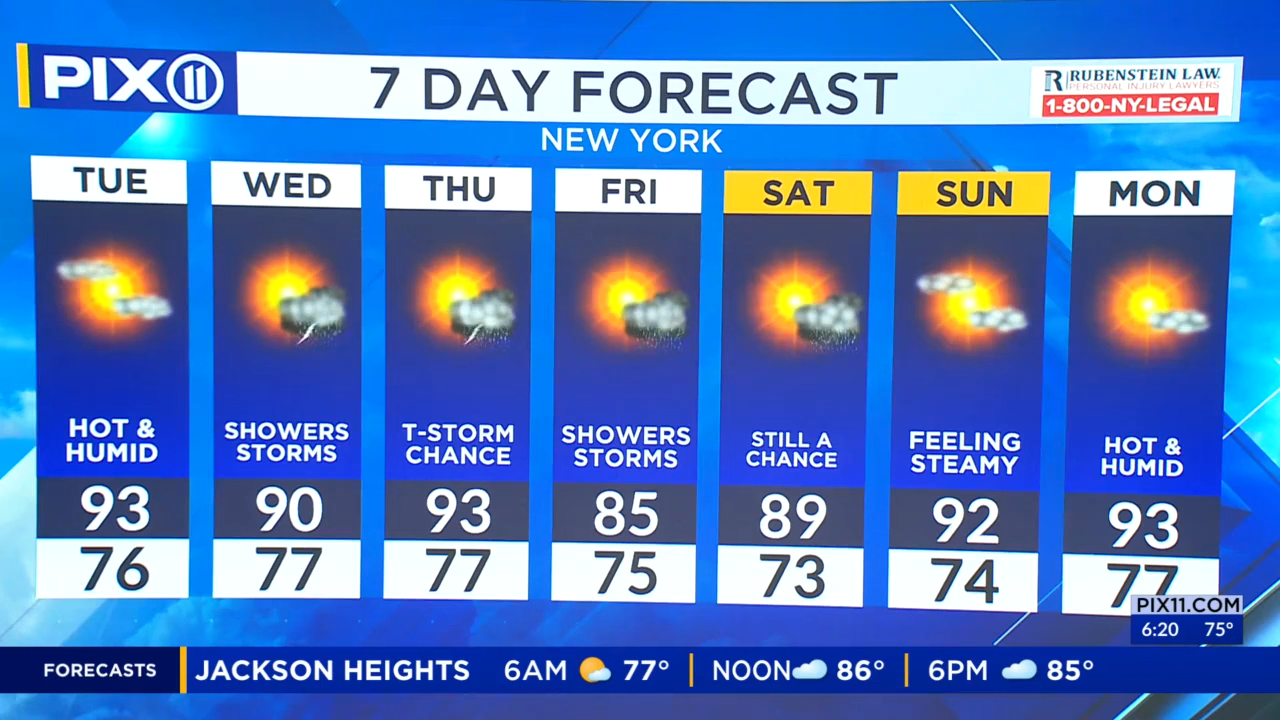 PIX 11
7 DAY FORECAST
RUBENSTEIN LAW.
PERSONAL INJURY LAWYERS
1-800-NY-LEGAL
NEW YORK
TUE
HOT &
HUMID
93
76
WED
SHOWERS
STORMS
90
77
THU
T-STORM
CHANCE
93
77
FRI
SHOWERS
STORMS
85
75
SAT
STILL A
CHANCE
89
73
SUN
FEELING
STEAMY
92
74
MON
HOT &
HUMID
93
77
PIX11.COM
6:20 75°
FORECASTS JACKSON HEIGHTS 6AM 77° NOON 86° 6PM 85°